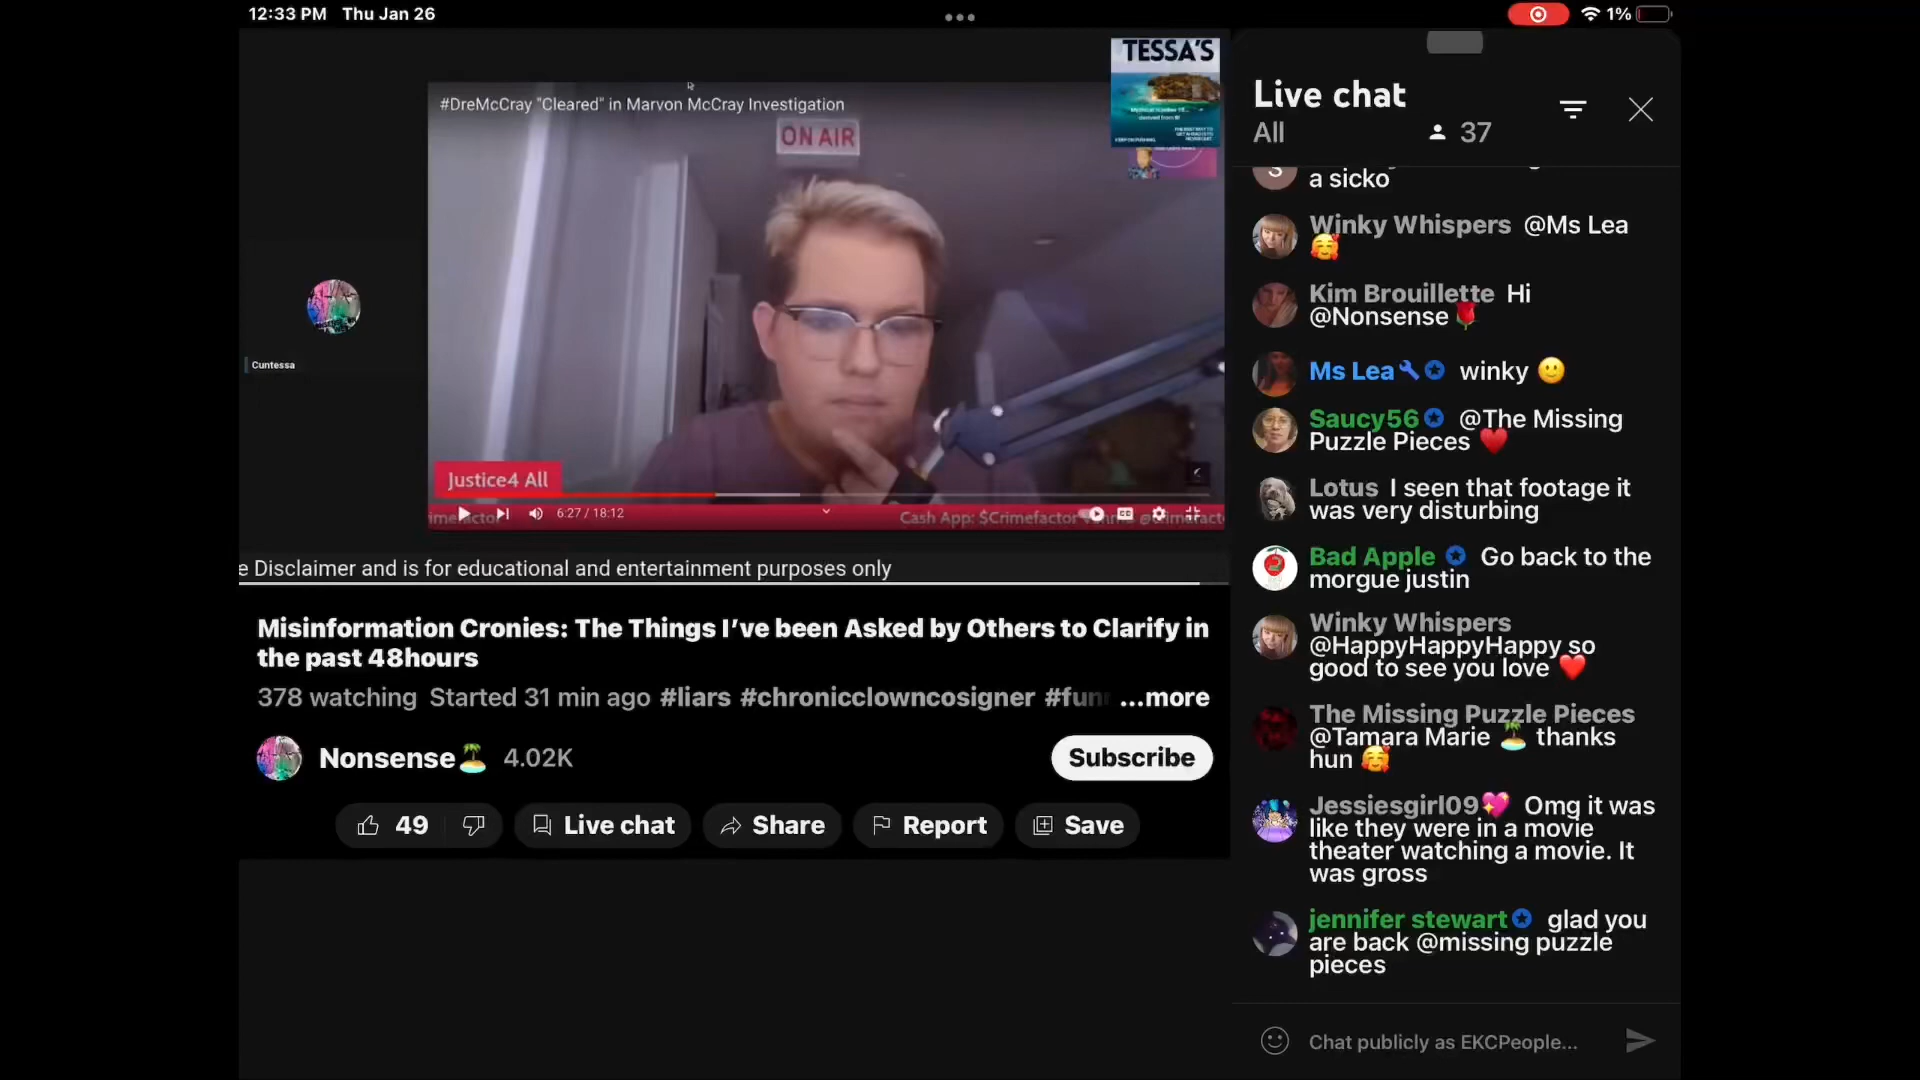 12:33 PM Thu Jan 26
1%
TESSA'S
#DreMcCray "Cleared" in Marvon McCray Investigation
ON AIR
Cuntessa
Justice4 All
6:27 / 18:12
Cash App: $Crimefactor
e Disclaimer and is for educational and entertainment purposes only
Misinformation Cronies: The Things I've been Asked by Others to Clarify in
the past 48hours
378 watching Started 31 min ago #liars #chronicclowncosigner #fun ...more
Nonsense🏝️ 4.02K
Subscribe
49
Live chat
Share
Report
Save
Live chat
All 37
a sicko
Winky Whispers @Ms Lea
🥰
Kim Brouillette Hi
@Nonsense🌹
Ms Lea🔧 winky 🙂
Saucy56 @The Missing
Puzzle Pieces ♥️
Lotus I seen that footage it
was very disturbing
Bad Apple Go back to the
morgue justin
Winky Whispers
@HappyHappyHappy so
good to see you love ❤️
The Missing Puzzle Pieces
@Tamara Marie 🏝️ thanks
hun 🥰
Jessiesgirl09💖 Omg it was
like they were in a movie
theater watching a movie. It
was gross
jennifer stewart glad you
are back @missing puzzle
pieces
Chat publicly as EKCPeople...